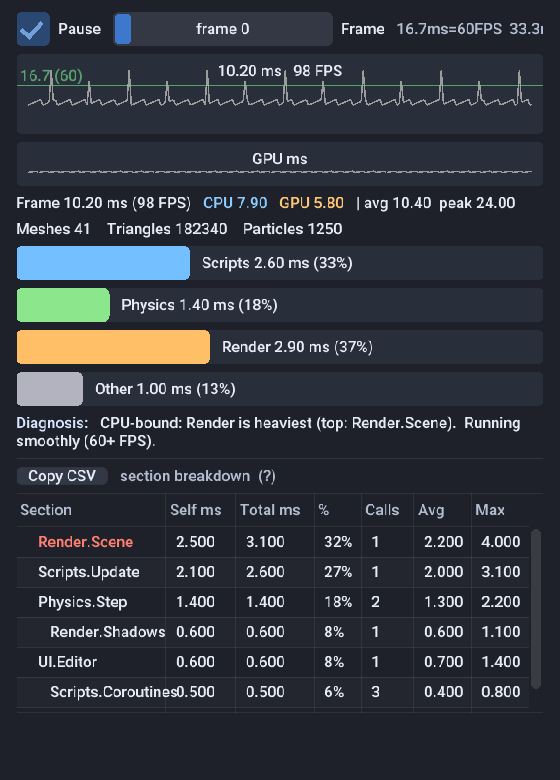 Pause frame 0 Frame 16.7ms=60FPS 33.3
16.7 (60) 10.20 ms 98 FPS
GPU ms
Frame 10.20 ms (98 FPS) CPU 7.90 GPU 5.80 | avg 10.40 peak 24.00
Meshes 41 Triangles 182340 Particles 1250
Scripts 2.60 ms (33%)
Physics 1.40 ms (18%)
Render 2.90 ms (37%)
Other 1.00 ms (13%)
Diagnosis: CPU-bound: Render is heaviest (top: Render.Scene). Running
smoothly (60+ FPS).
Copy CSV section breakdown (?)
Section Self ms Total ms % Calls Avg Max
Render.Scene 2.500 3.100 32% 1 2.200 4.000
Scripts.Update 2.100 2.600 27% 1 2.000 3.100
Physics.Step 1.400 1.400 18% 2 1.300 2.200
Render.Shadows 0.600 0.600 8% 1 0.600 1.100
UI.Editor 0.600 0.600 8% 1 0.700 1.400
Scripts.Coroutines 0.500 0.500 6% 3 0.400 0.800